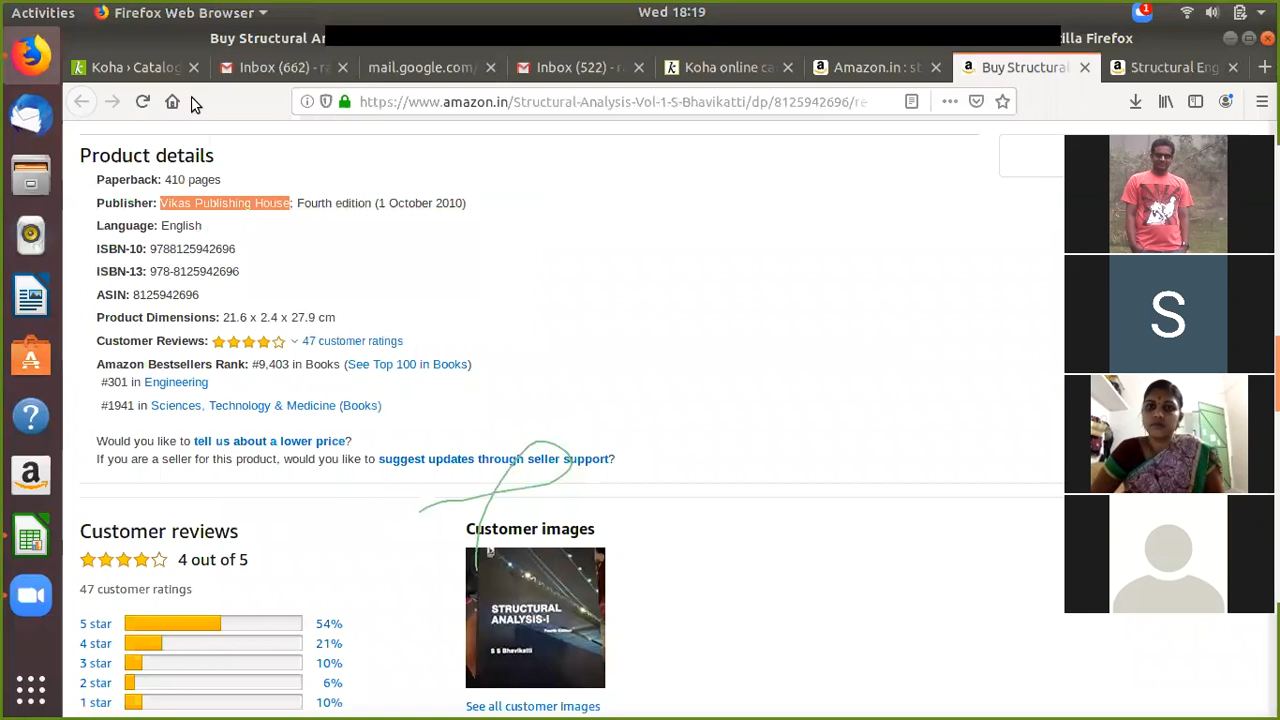 Activities Firefox Web Browser Wed 18:19 1
Buy Structural An illa Firefox
Koha › Catalog Inbox (662) - ra mail.google.com/ Inbox (522) - ra Koha online ca Amazon.in : st Buy Structural Structural Eng
https://www.amazon.in/Structural-Analysis-Vol-1-S-Bhavikatti/dp/8125942696/re
Product details
Paperback: 410 pages
Publisher: Vikas Publishing House; Fourth edition (1 October 2010)
Language: English
ISBN-10: 9788125942696
ISBN-13: 978-8125942696
ASIN: 8125942696
Product Dimensions: 21.6 x 2.4 x 27.9 cm
Customer Reviews: 47 customer ratings
Amazon Bestsellers Rank: #9,403 in Books (See Top 100 in Books)
#301 in Engineering
#1941 in Sciences, Technology & Medicine (Books)
Would you like to tell us about a lower price?
If you are a seller for this product, would you like to suggest updates through seller support?
Customer reviews
4 out of 5
47 customer ratings
5 star 54%
4 star 21%
3 star 10%
2 star 6%
1 star 10%
Customer images
STRUCTURAL
ANALYSIS-I
Fourth Edition
S S Bhavikatti
See all customer images
S